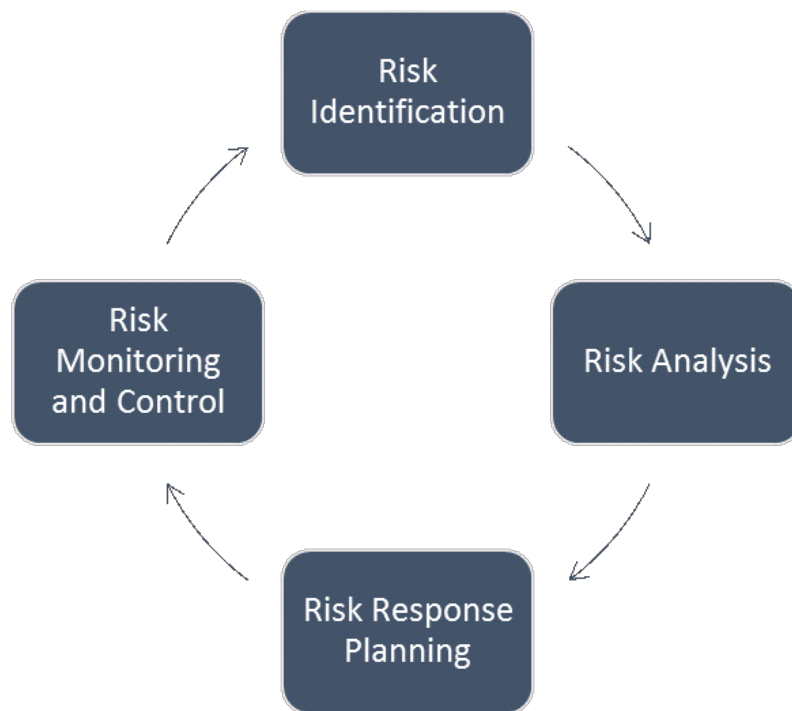 Risk
Identification
Risk Analysis
Risk Response
Planning
Risk
Monitoring
and Control